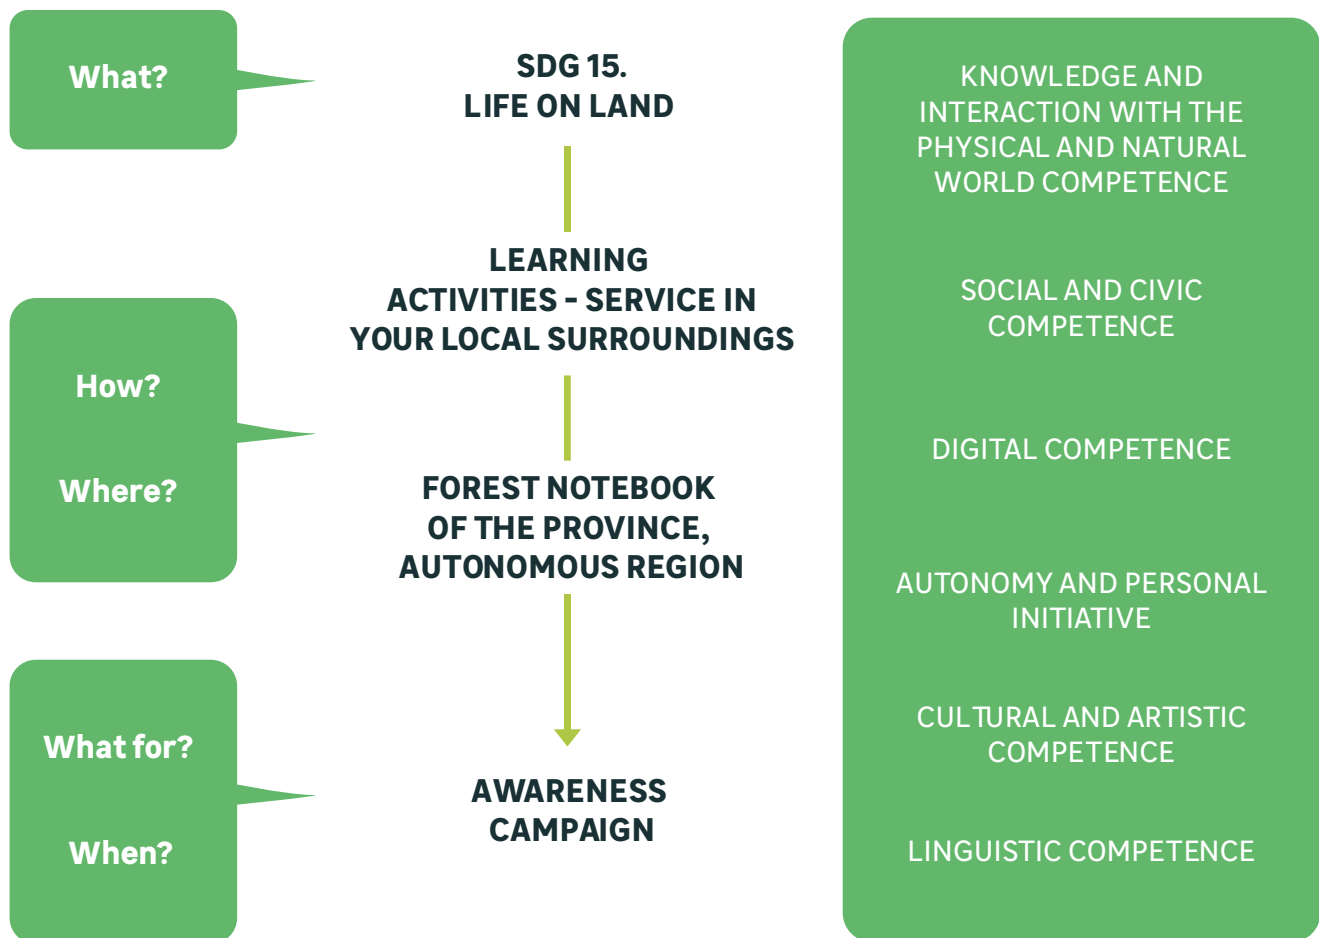 What?
SDG 15.
LIFE ON LAND
LEARNING
ACTIVITIES - SERVICE IN
YOUR LOCAL SURROUNDINGS
How?
Where?
FOREST NOTEBOOK
OF THE PROVINCE,
AUTONOMOUS REGION
What for?
When?
AWARENESS
CAMPAIGN
KNOWLEDGE AND
INTERACTION WITH THE
PHYSICAL AND NATURAL
WORLD COMPETENCE
SOCIAL AND CIVIC
COMPETENCE
DIGITAL COMPETENCE
AUTONOMY AND PERSONAL
INITIATIVE
CULTURAL AND ARTISTIC
COMPETENCE
LINGUISTIC COMPETENCE